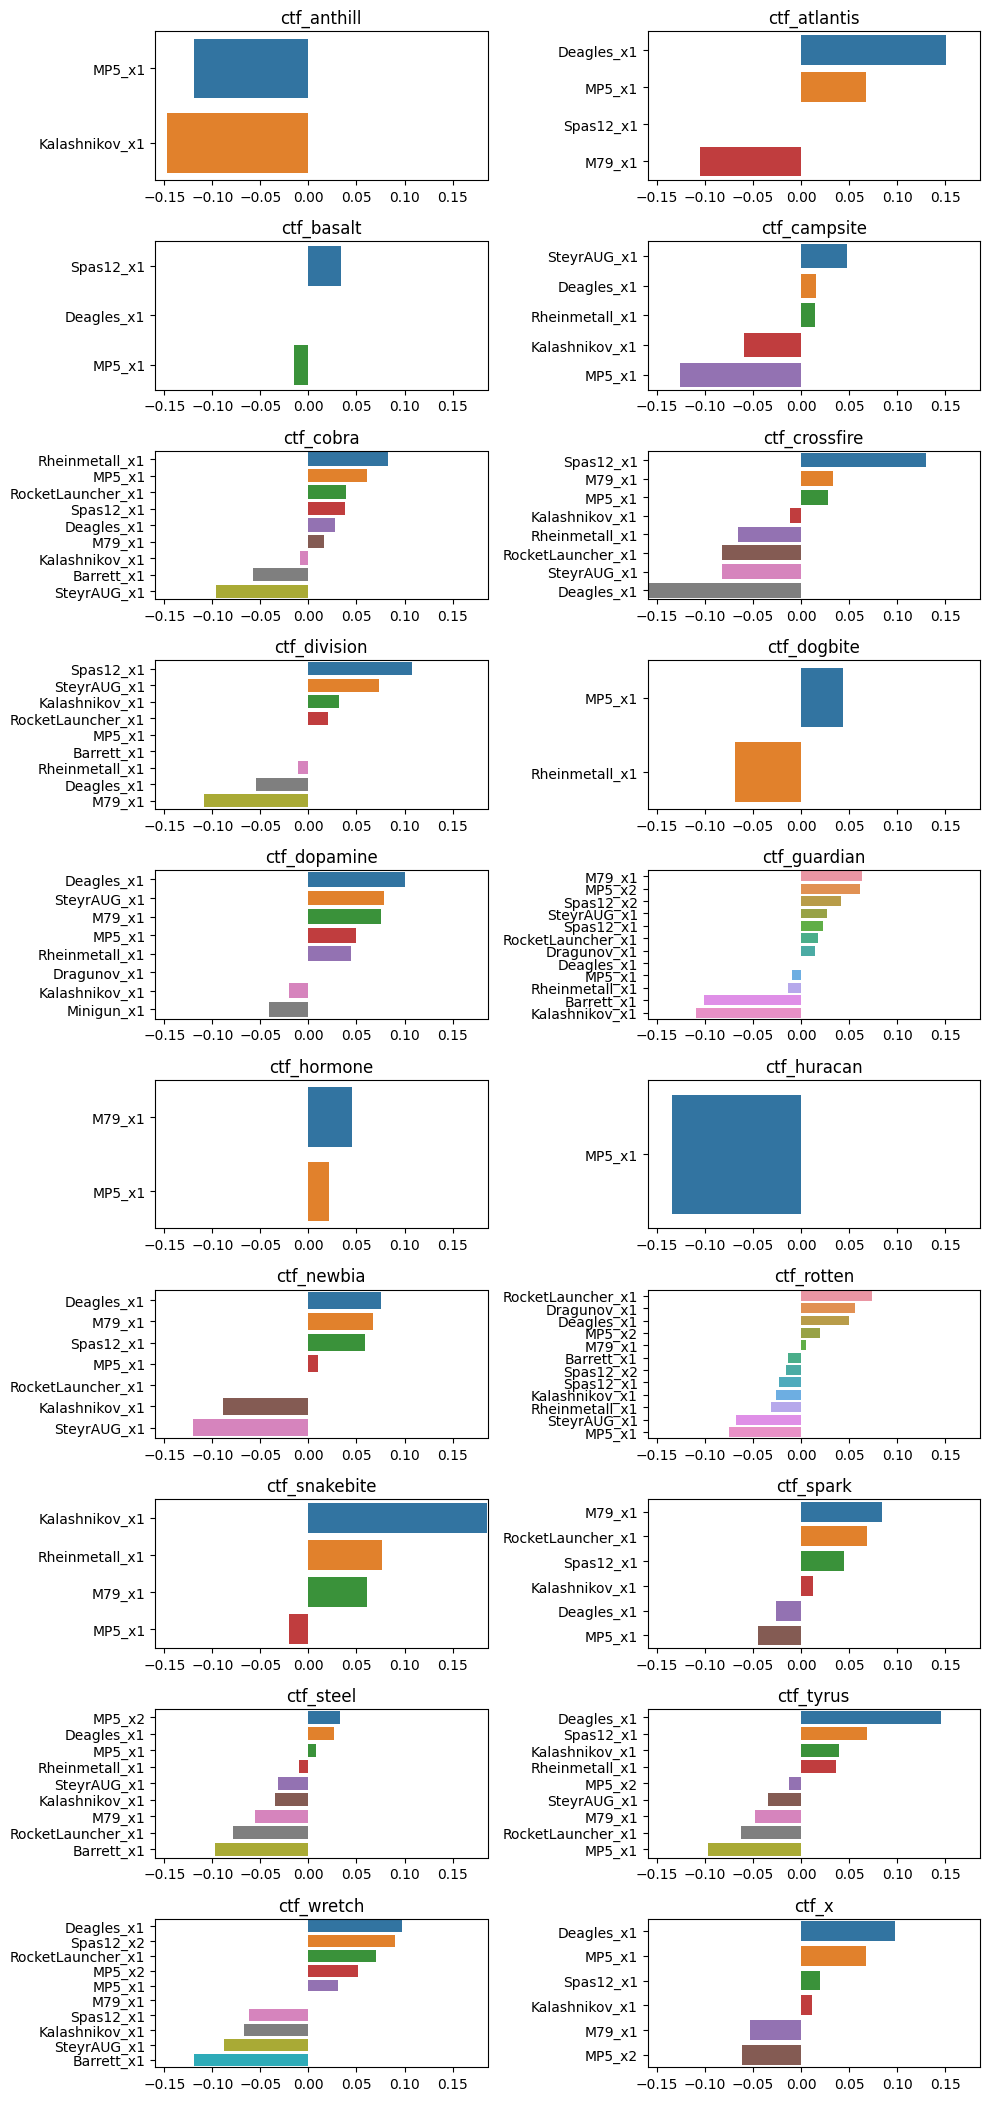 ctf_anthill
MP5_x1
Kalashnikov_x1
−0.15 −0.10 −0.05 0.00 0.05 0.10 0.15
ctf_atlantis
Deagles_x1
MP5_x1
Spas12_x1
M79_x1
−0.15 −0.10 −0.05 0.00 0.05 0.10 0.15
ctf_basalt
Spas12_x1
Deagles_x1
MP5_x1
−0.15 −0.10 −0.05 0.00 0.05 0.10 0.15
ctf_campsite
SteyrAUG_x1
Deagles_x1
Rheinmetall_x1
Kalashnikov_x1
MP5_x1
−0.15 −0.10 −0.05 0.00 0.05 0.10 0.15
ctf_cobra
Rheinmetall_x1
MP5_x1
RocketLauncher_x1
Spas12_x1
Deagles_x1
M79_x1
Kalashnikov_x1
Barrett_x1
SteyrAUG_x1
−0.15 −0.10 −0.05 0.00 0.05 0.10 0.15
ctf_crossfire
Spas12_x1
M79_x1
MP5_x1
Kalashnikov_x1
Rheinmetall_x1
RocketLauncher_x1
SteyrAUG_x1
Deagles_x1
−0.15 −0.10 −0.05 0.00 0.05 0.10 0.15
ctf_division
Spas12_x1
SteyrAUG_x1
Kalashnikov_x1
RocketLauncher_x1
MP5_x1
Barrett_x1
Rheinmetall_x1
Deagles_x1
M79_x1
−0.15 −0.10 −0.05 0.00 0.05 0.10 0.15
ctf_dogbite
MP5_x1
Rheinmetall_x1
−0.15 −0.10 −0.05 0.00 0.05 0.10 0.15
ctf_dopamine
Deagles_x1
SteyrAUG_x1
M79_x1
MP5_x1
Rheinmetall_x1
Dragunov_x1
Kalashnikov_x1
Minigun_x1
−0.15 −0.10 −0.05 0.00 0.05 0.10 0.15
ctf_guardian
M79_x1
MP5_x2
Spas12_x2
SteyrAUG_x1
Spas12_x1
RocketLauncher_x1
Dragunov_x1
Deagles_x1
MP5_x1
Rheinmetall_x1
Barrett_x1
Kalashnikov_x1
−0.15 −0.10 −0.05 0.00 0.05 0.10 0.15
ctf_hormone
M79_x1
MP5_x1
−0.15 −0.10 −0.05 0.00 0.05 0.10 0.15
ctf_huracan
MP5_x1
−0.15 −0.10 −0.05 0.00 0.05 0.10 0.15
ctf_newbia
Deagles_x1
M79_x1
Spas12_x1
MP5_x1
RocketLauncher_x1
Kalashnikov_x1
SteyrAUG_x1
−0.15 −0.10 −0.05 0.00 0.05 0.10 0.15
ctf_rotten
RocketLauncher_x1
Dragunov_x1
Deagles_x1
MP5_x2
M79_x1
Barrett_x1
Spas12_x2
Spas12_x1
Kalashnikov_x1
Rheinmetall_x1
SteyrAUG_x1
MP5_x1
−0.15 −0.10 −0.05 0.00 0.05 0.10 0.15
ctf_snakebite
Kalashnikov_x1
Rheinmetall_x1
M79_x1
MP5_x1
−0.15 −0.10 −0.05 0.00 0.05 0.10 0.15
ctf_spark
M79_x1
RocketLauncher_x1
Spas12_x1
Kalashnikov_x1
Deagles_x1
MP5_x1
−0.15 −0.10 −0.05 0.00 0.05 0.10 0.15
ctf_steel
MP5_x2
Deagles_x1
MP5_x1
Rheinmetall_x1
SteyrAUG_x1
Kalashnikov_x1
M79_x1
RocketLauncher_x1
Barrett_x1
−0.15 −0.10 −0.05 0.00 0.05 0.10 0.15
ctf_tyrus
Deagles_x1
Spas12_x1
Kalashnikov_x1
Rheinmetall_x1
MP5_x2
SteyrAUG_x1
M79_x1
RocketLauncher_x1
MP5_x1
−0.15 −0.10 −0.05 0.00 0.05 0.10 0.15
ctf_wretch
Deagles_x1
Spas12_x2
RocketLauncher_x1
MP5_x2
MP5_x1
M79_x1
Spas12_x1
Kalashnikov_x1
SteyrAUG_x1
Barrett_x1
−0.15 −0.10 −0.05 0.00 0.05 0.10 0.15
ctf_x
Deagles_x1
MP5_x1
Spas12_x1
Kalashnikov_x1
M79_x1
MP5_x2
−0.15 −0.10 −0.05 0.00 0.05 0.10 0.15